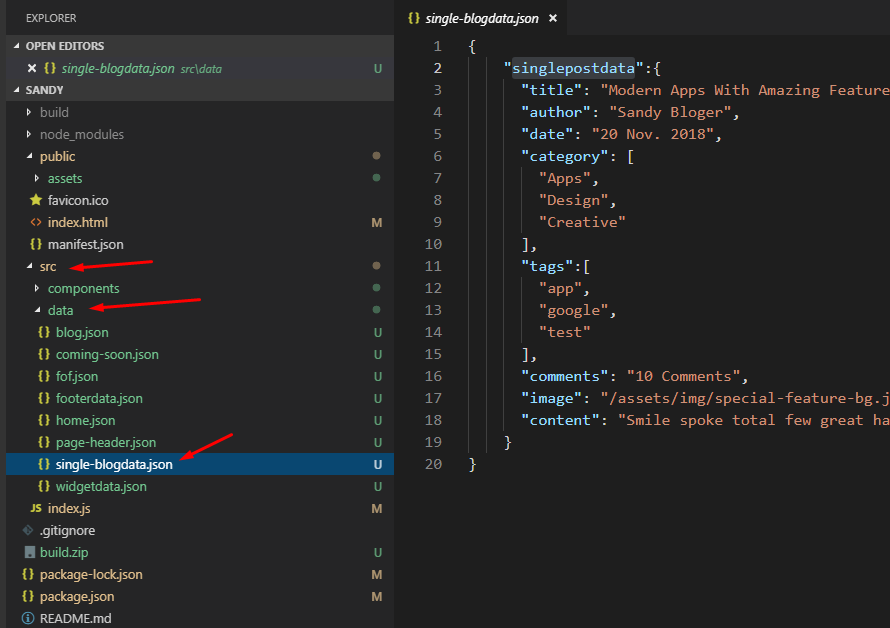 EXPLORER
OPEN EDITORS
single-blogdata.json src\data U
SANDY
build
node_modules
public
assets
favicon.ico
index.html M
manifest.json
src
components
data
blog.json U
coming-soon.json U
fof.json U
footerdata.json U
home.json U
page-header.json U
single-blogdata.json U
widgetdata.json U
JS index.js M
.gitignore
build.zip U
package-lock.json M
package.json M
README.md
{} single-blogdata.json ×
1 {
2 "singlepostdata":{
3 "title": "Modern Apps With Amazing Feature
4 "author": "Sandy Bloger",
5 "date": "20 Nov. 2018",
6 "category": [
7 "Apps",
8 "Design",
9 "Creative"
10 ],
11 "tags":[
12 "app",
13 "google",
14 "test"
15 ],
16 "comments": "10 Comments",
17 "image": "/assets/img/special-feature-bg.j
18 "content": "Smile spoke total few great ha
19 }
20 }